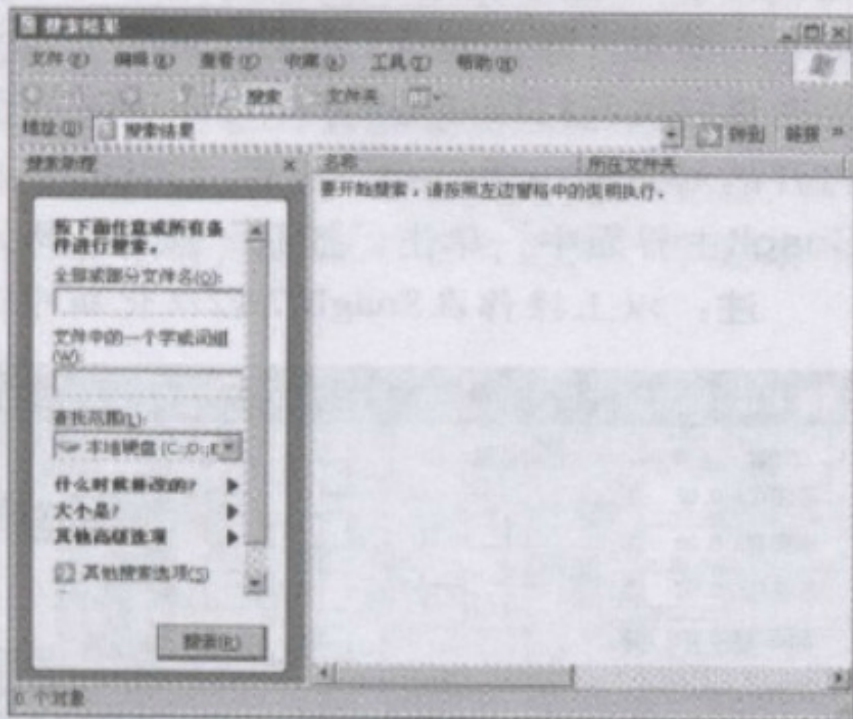 搜索结果
文件(F) 编辑(E) 查看(V) 收藏(A) 工具(T) 帮助(H)
搜索 文件夹
地址(D) 搜索结果 转到 链接 »
搜索助理 ×
名称 所在文件夹
要开始搜索，请按照左边窗格中的说明执行。
按下面任意或所有条
件进行搜索。
全部或部分文件名(O):
文件中的一个字或词组
(W):
查找范围(L):
本地硬盘 (C:;D:;E
什么时候修改的?
大小是?
其他高级选项
其他搜索选项(S)
搜索(R)
0 个对象